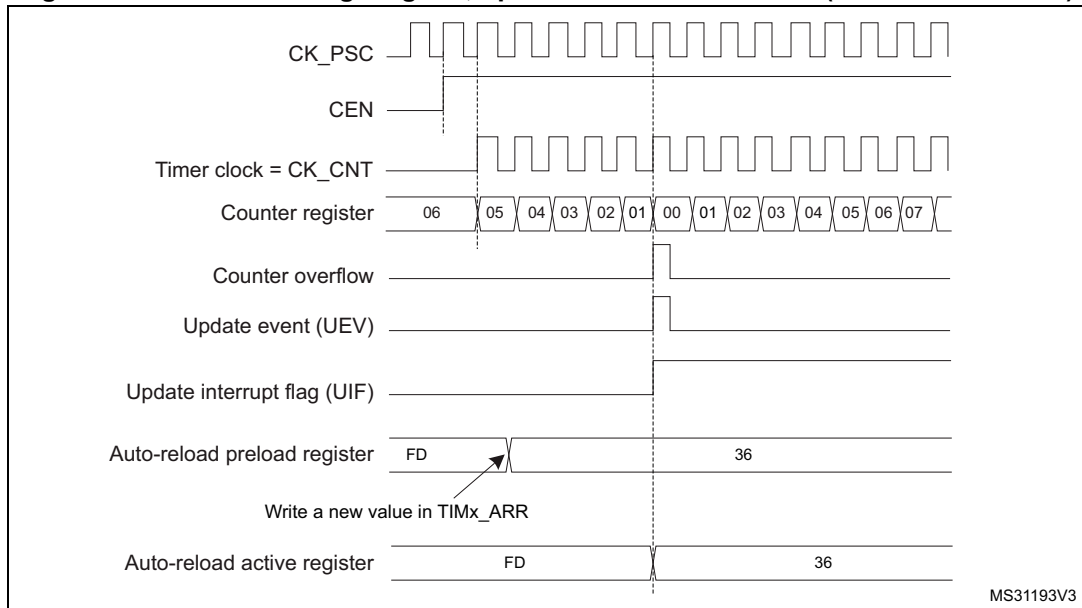 CK_PSC
CEN
Timer clock = CK_CNT
Counter register 06 05 04 03 02 01 00 01 02 03 04 05 06 07
Counter overflow
Update event (UEV)
Update interrupt flag (UIF)
Auto-reload preload register FD 36
Write a new value in TIMx_ARR
Auto-reload active register FD 36
MS31193V3